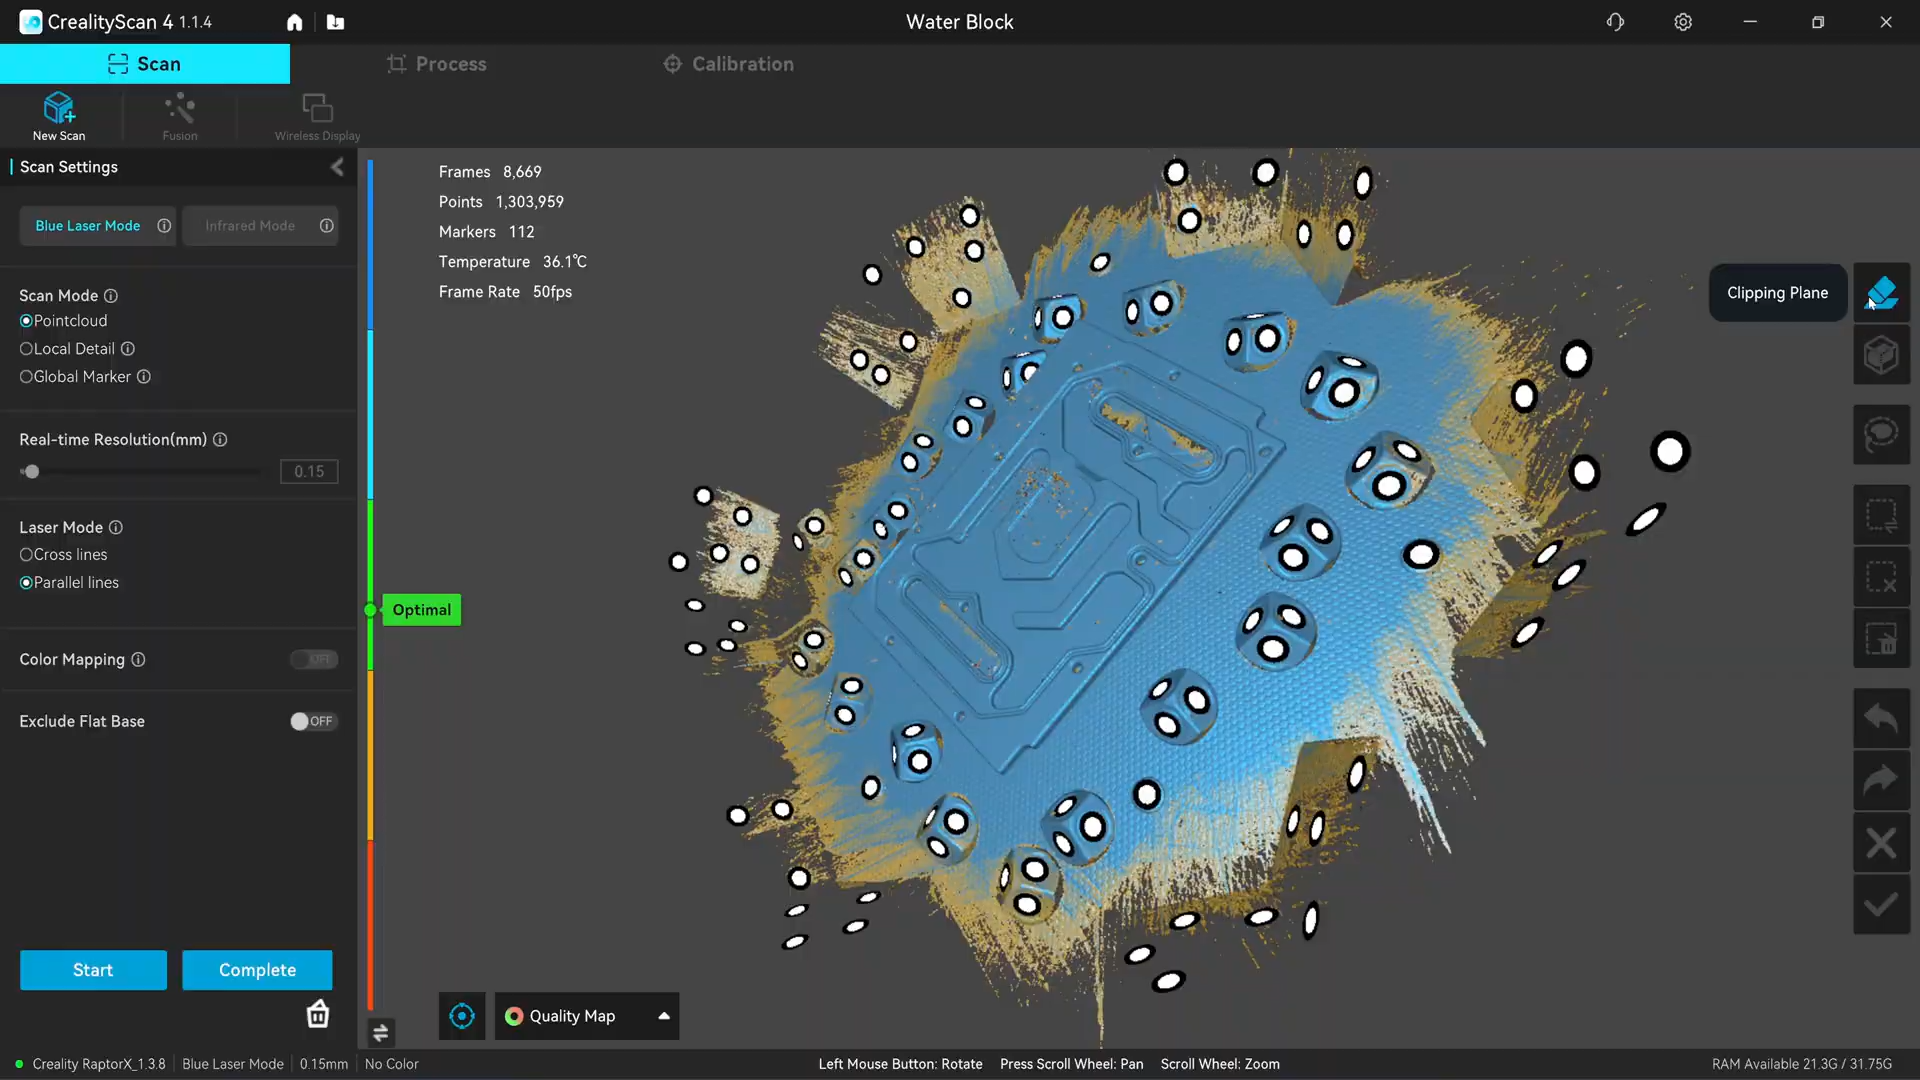 CrealityScan 4 1.1.4
Water Block
Scan
Process
Calibration
New Scan
Fusion
Wireless Display
Scan Settings
Blue Laser Mode
Infrared Mode
Scan Mode
Pointcloud
Local Detail
Global Marker
Real-time Resolution(mm)
0.15
Laser Mode
Cross lines
Parallel lines
Color Mapping
OFF
Exclude Flat Base
OFF
Start
Complete
Frames 8,669
Points 1,303,959
Markers 112
Temperature 36.1℃
Frame Rate 50fps
Optimal
Clipping Plane
Quality Map
Creality RaptorX_1.3.8
Blue Laser Mode
0.15mm
No Color
Left Mouse Button: Rotate Press Scroll Wheel: Pan Scroll Wheel: Zoom
RAM Available 21.3G / 31.75G